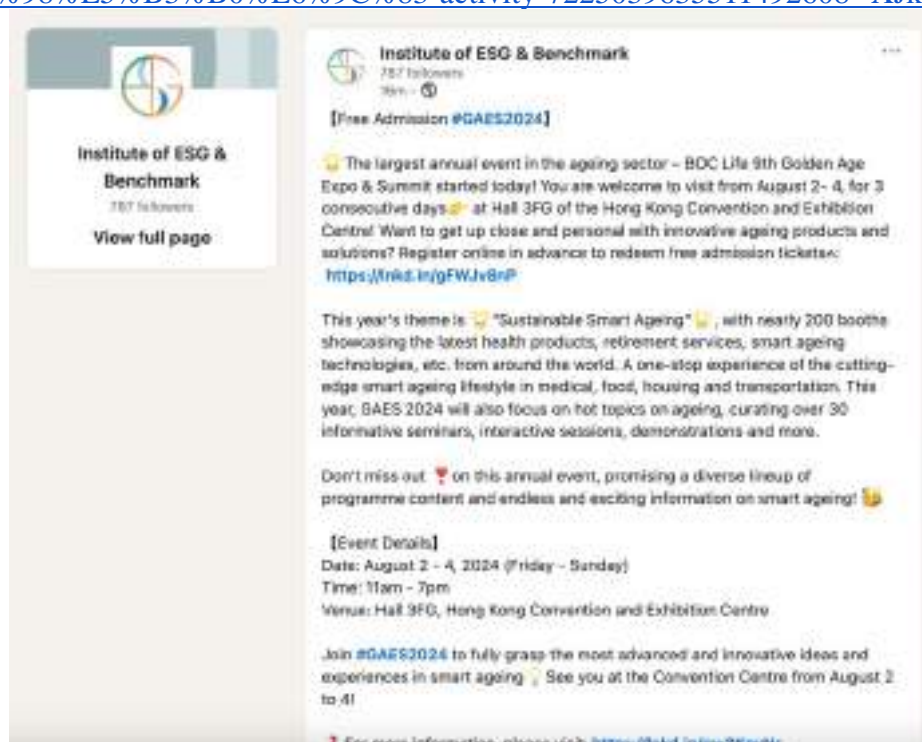 Institute of ESG &
Benchmark
787 followers
View full page
Institute of ESG & Benchmark
787 followers
16m •
【Free Admission #GAES2024】
The largest annual event in the ageing sector – BOC Life 9th Golden Age
Expo & Summit started today! You are welcome to visit from August 2- 4, for 3
consecutive days at Hall 3FG of the Hong Kong Convention and Exhibition
Centre! Want to get up close and personal with innovative ageing products and
solutions? Register online in advance to redeem free admission tickets
https://lnkd.in/gFWJv8nP
This year's theme is "Sustainable Smart Ageing" , with nearly 200 booths
showcasing the latest health products, retirement services, smart ageing
technologies, etc. from around the world. A one-stop experience of the cutting-
edge smart ageing lifestyle in medical, food, housing and transportation. This
year, GAES 2024 will also focus on hot topics on ageing, curating over 30
informative seminars, interactive sessions, demonstrations and more.
Don't miss out on this annual event, promising a diverse lineup of
programme content and endless and exciting information on smart ageing!
【Event Details】
Date: August 2 - 4, 2024 (Friday - Sunday)
Time: 11am - 7pm
Venue: Hall 3FG, Hong Kong Convention and Exhibition Centre
Join #GAES2024 to fully grasp the most advanced and innovative ideas and
experiences in smart ageing See you at the Convention Centre from August 2
to 4!
For more information, please visit: